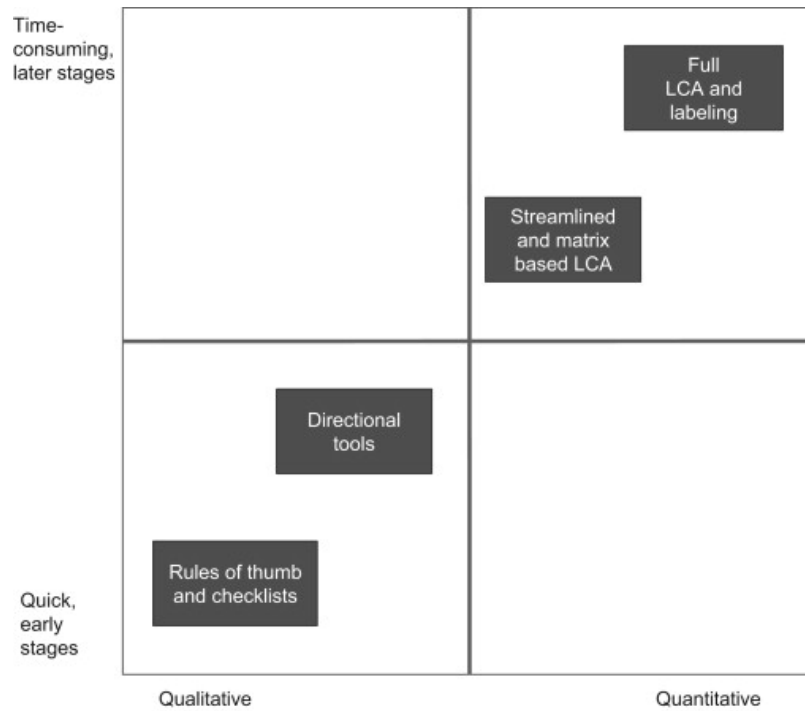 Time-
consuming,
later stages
Full
LCA and
labeling
Streamlined
and matrix
based LCA
Directional
tools
Rules of thumb
and checklists
Quick,
early
stages
Qualitative
Quantitative